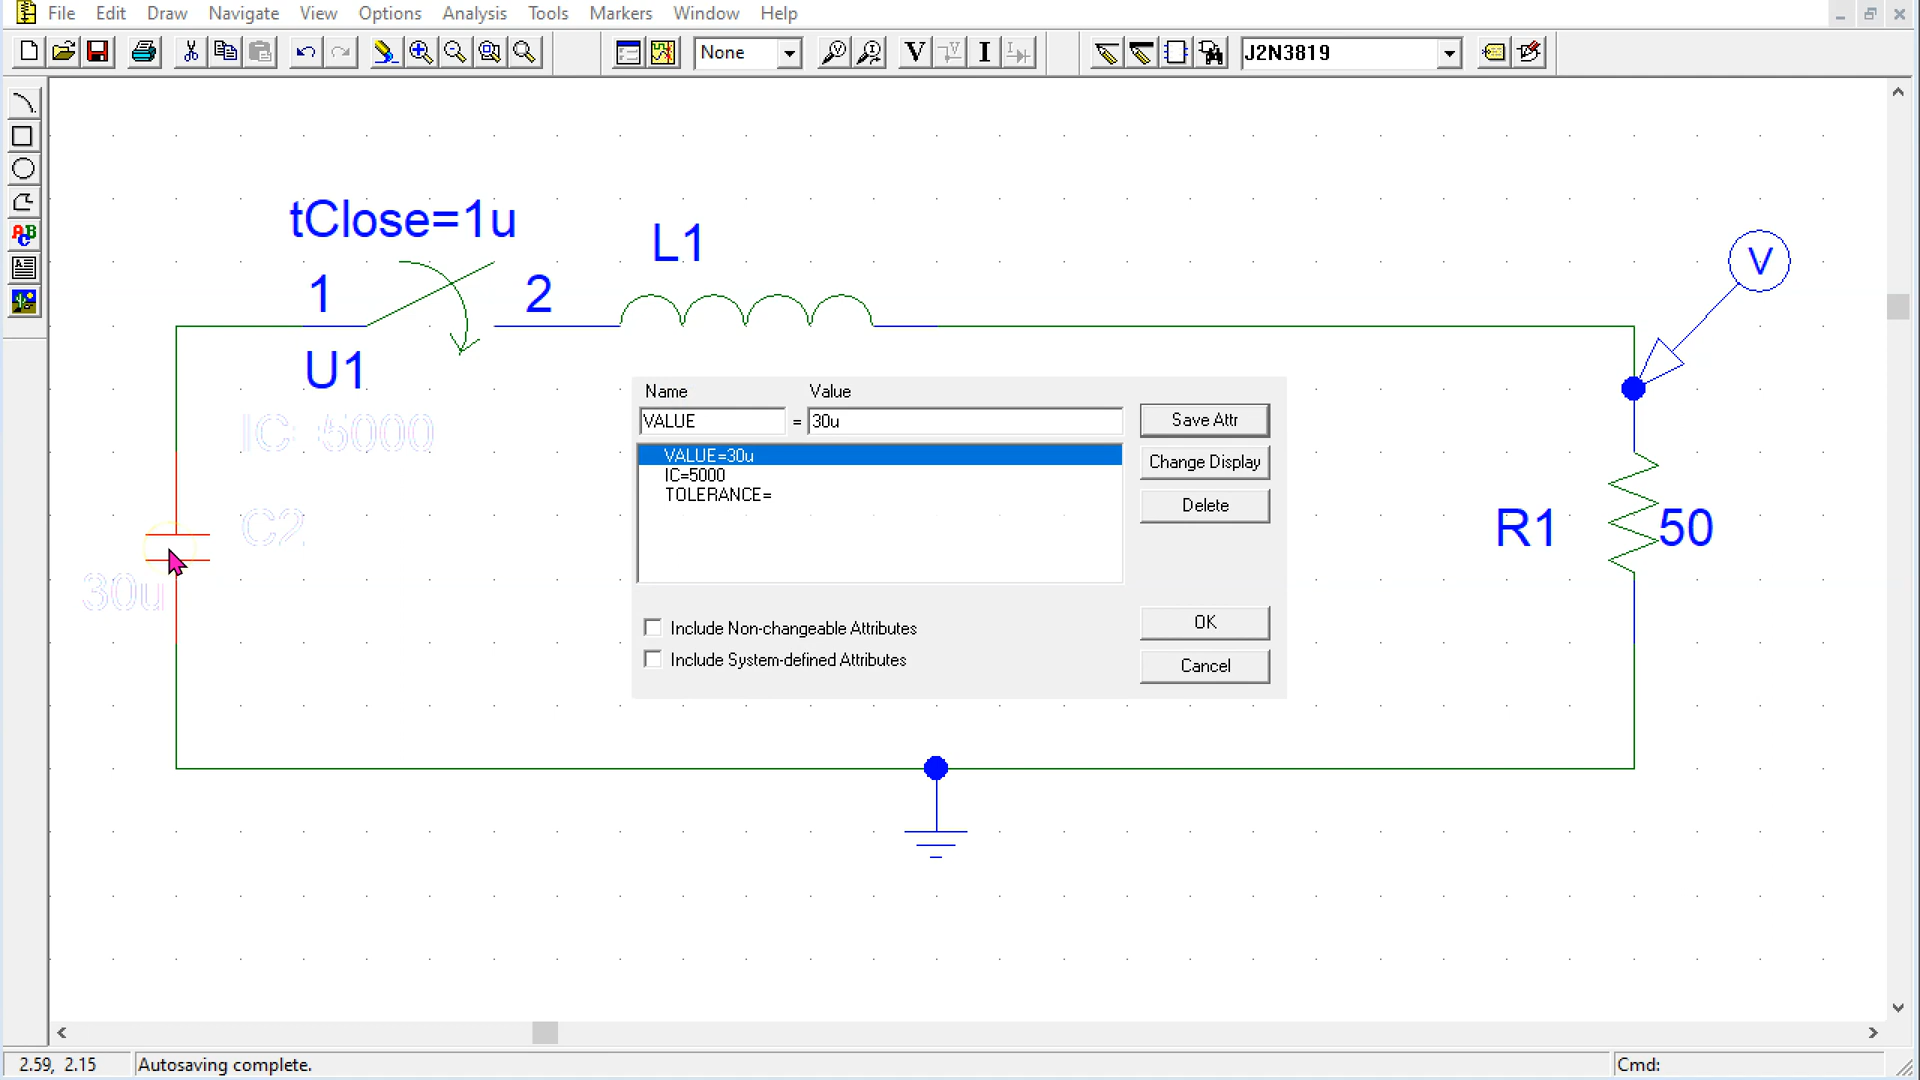 File Edit Draw Navigate View Options Analysis Tools Markers Window Help
None V I J2N3819
ABC
tClose=1u
L1
V
1
2
U1
IC=5000
C2
30u
Name Value
VALUE = 30u
Save Attr
VALUE=30u
IC=5000
TOLERANCE=
Change Display
Delete
Include Non-changeable Attributes
Include System-defined Attributes
OK
Cancel
R1
50
2.59, 2.15 Autosaving complete. Cmd: